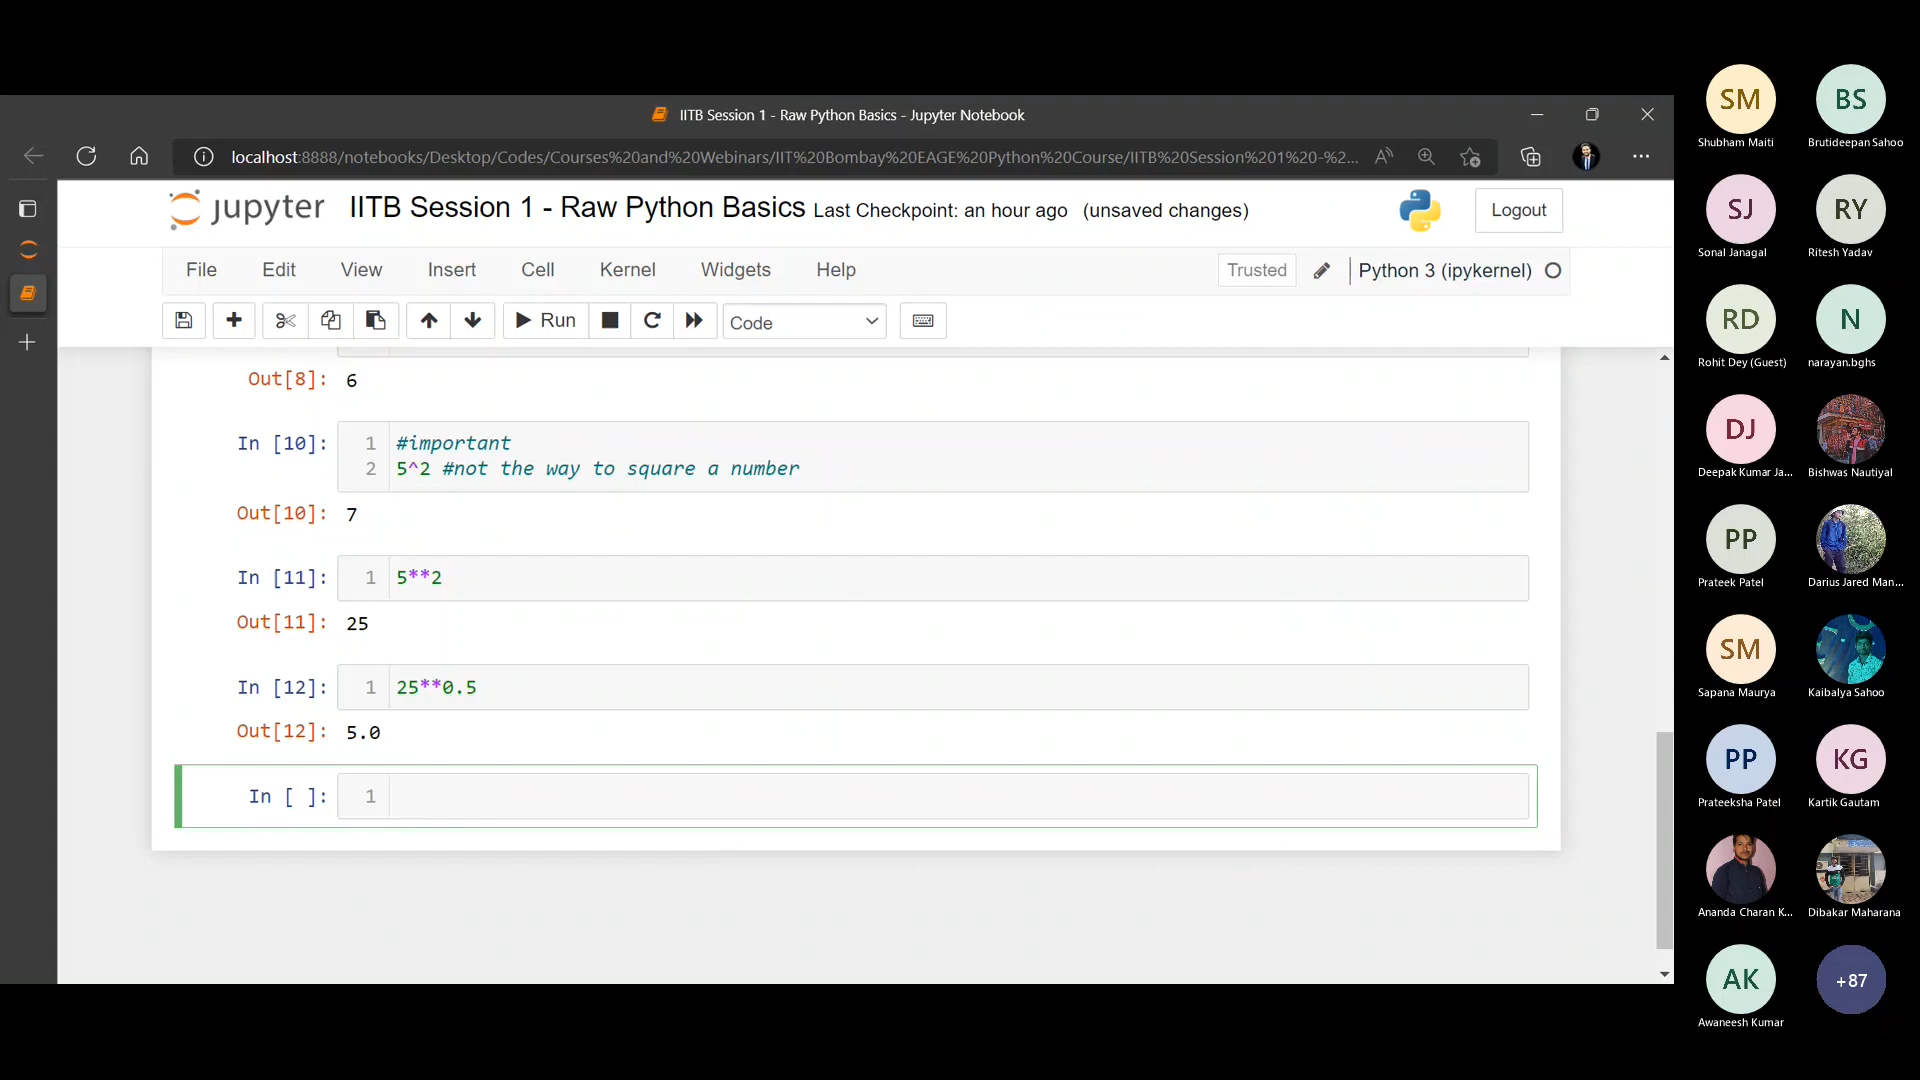 IITB Session 1 - Raw Python Basics - Jupyter Notebook
localhost:8888/notebooks/Desktop/Codes/Courses%20and%20Webinars/IIT%20Bombay%20EAGE%20Python%20Course/IITB%20Session%201%20-%2...
jupyter IITB Session 1 - Raw Python Basics Last Checkpoint: an hour ago (unsaved changes) Logout
File Edit View Insert Cell Kernel Widgets Help Trusted Python 3 (ipykernel)
Run Code
Out[8]: 6
In [10]: 1 #important
2 5^2 #not the way to square a number
Out[10]: 7
In [11]: 1 5**2
Out[11]: 25
In [12]: 1 25**0.5
Out[12]: 5.0
In [ ]: 1
SM BS
Shubham Maiti Brutideepan Sahoo
SJ RY
Sonal Janagal Ritesh Yadav
RD N
Rohit Dey (Guest) narayan.bghs
DJ
Deepak Kumar Ja... Bishwas Nautiyal
PP
Prateek Patel Darius Jared Man...
SM
Sapana Maurya Kaibalya Sahoo
PP KG
Prateeksha Patel Kartik Gautam
Ananda Charan K... Dibakar Maharana
AK +87
Awaneesh Kumar